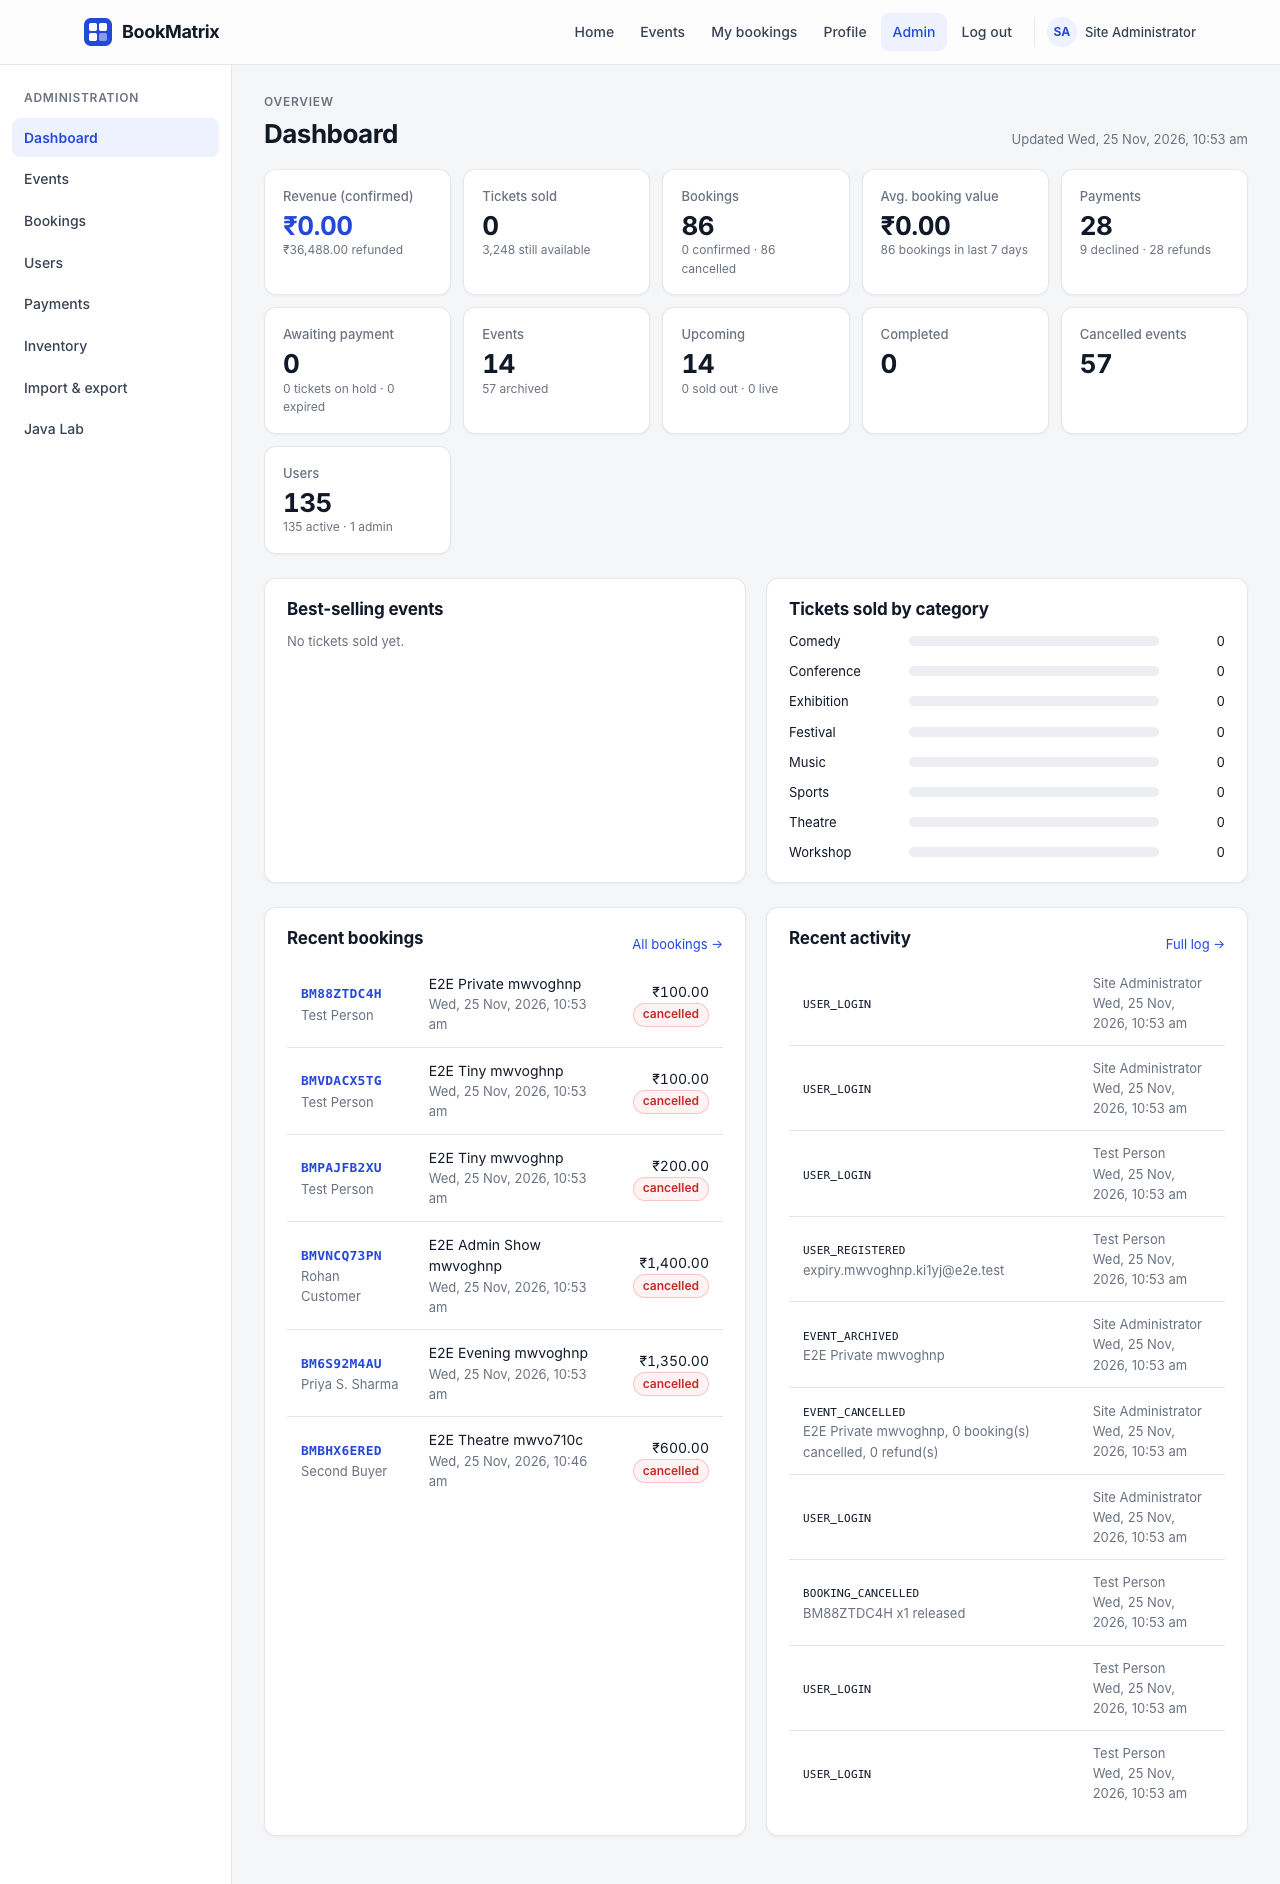 BookMatrix
Home
Events
My bookings
Profile
Admin
Log out
SA
Site Administrator
ADMINISTRATION
Dashboard
Events
Bookings
Users
Payments
Inventory
Import & export
Java Lab
OVERVIEW
Dashboard
Updated Wed, 25 Nov, 2026, 10:53 am
Revenue (confirmed)
₹0.00
₹36,488.00 refunded
Tickets sold
0
3,248 still available
Bookings
86
0 confirmed · 86
cancelled
Avg. booking value
₹0.00
86 bookings in last 7 days
Payments
28
9 declined · 28 refunds
Awaiting payment
0
0 tickets on hold · 0
expired
Events
14
57 archived
Upcoming
14
0 sold out · 0 live
Completed
0
Cancelled events
57
Users
135
135 active · 1 admin
Best-selling events
No tickets sold yet.
Tickets sold by category
Comedy 0
Conference 0
Exhibition 0
Festival 0
Music 0
Sports 0
Theatre 0
Workshop 0
Recent bookings
All bookings →
BM88ZTDC4H
Test Person
E2E Private mwvoghnp
Wed, 25 Nov, 2026, 10:53
am
₹100.00
cancelled
BMVDACX5TG
Test Person
E2E Tiny mwvoghnp
Wed, 25 Nov, 2026, 10:53
am
₹100.00
cancelled
BMPAJFB2XU
Test Person
E2E Tiny mwvoghnp
Wed, 25 Nov, 2026, 10:53
am
₹200.00
cancelled
BMVNCQ73PN
Rohan
Customer
E2E Admin Show
mwvoghnp
Wed, 25 Nov, 2026, 10:53
am
₹1,400.00
cancelled
BM6S92M4AU
Priya S. Sharma
E2E Evening mwvoghnp
Wed, 25 Nov, 2026, 10:53
am
₹1,350.00
cancelled
BMBHX6ERED
Second Buyer
E2E Theatre mwvo710c
Wed, 25 Nov, 2026, 10:46
am
₹600.00
cancelled
Recent activity
Full log →
USER_LOGIN
Site Administrator
Wed, 25 Nov,
2026, 10:53 am
USER_LOGIN
Site Administrator
Wed, 25 Nov,
2026, 10:53 am
USER_LOGIN
Test Person
Wed, 25 Nov,
2026, 10:53 am
USER_REGISTERED
expiry.mwvoghnp.ki1yj@e2e.test
Test Person
Wed, 25 Nov,
2026, 10:53 am
EVENT_ARCHIVED
E2E Private mwvoghnp
Site Administrator
Wed, 25 Nov,
2026, 10:53 am
EVENT_CANCELLED
E2E Private mwvoghnp, 0 booking(s)
cancelled, 0 refund(s)
Site Administrator
Wed, 25 Nov,
2026, 10:53 am
USER_LOGIN
Site Administrator
Wed, 25 Nov,
2026, 10:53 am
BOOKING_CANCELLED
BM88ZTDC4H x1 released
Test Person
Wed, 25 Nov,
2026, 10:53 am
USER_LOGIN
Test Person
Wed, 25 Nov,
2026, 10:53 am
USER_LOGIN
Test Person
Wed, 25 Nov,
2026, 10:53 am